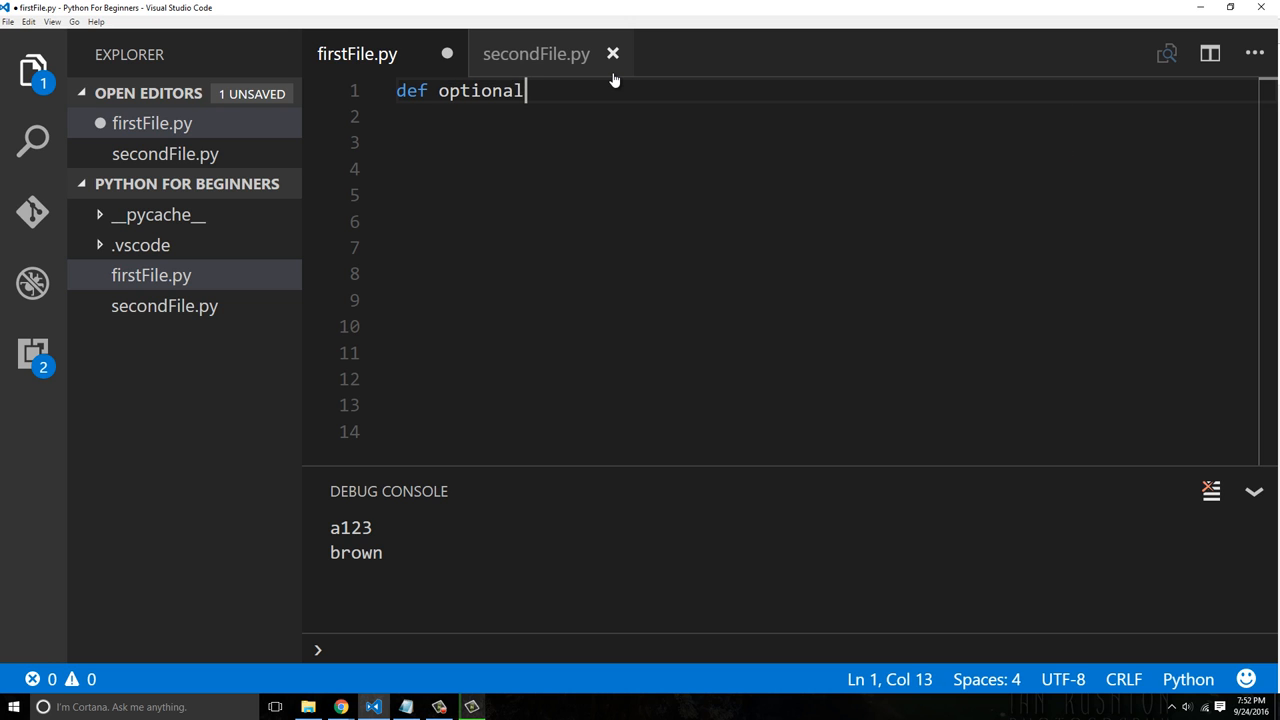 firstFile.py - Python For Beginners - Visual Studio Code
File Edit View Go Help
EXPLORER
OPEN EDITORS 1 UNSAVED
firstFile.py
secondFile.py
PYTHON FOR BEGINNERS
__pycache__
.vscode
firstFile.py
secondFile.py
1
2
firstFile.py secondFile.py
1 def optional
2
3
4
5
6
7
8
9
10
11
12
13
14
DEBUG CONSOLE
a123
brown
0 0 Ln 1, Col 13 Spaces: 4 UTF-8 CRLF Python
I'm Cortana. Ask me anything.
7:52 PM
9/24/2016